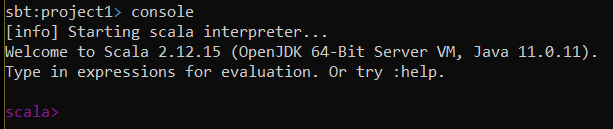 sbt:project1> console
[info] Starting scala interpreter...
Welcome to Scala 2.12.15 (OpenJDK 64-Bit Server VM, Java 11.0.11).
Type in expressions for evaluation. Or try :help.
scala>